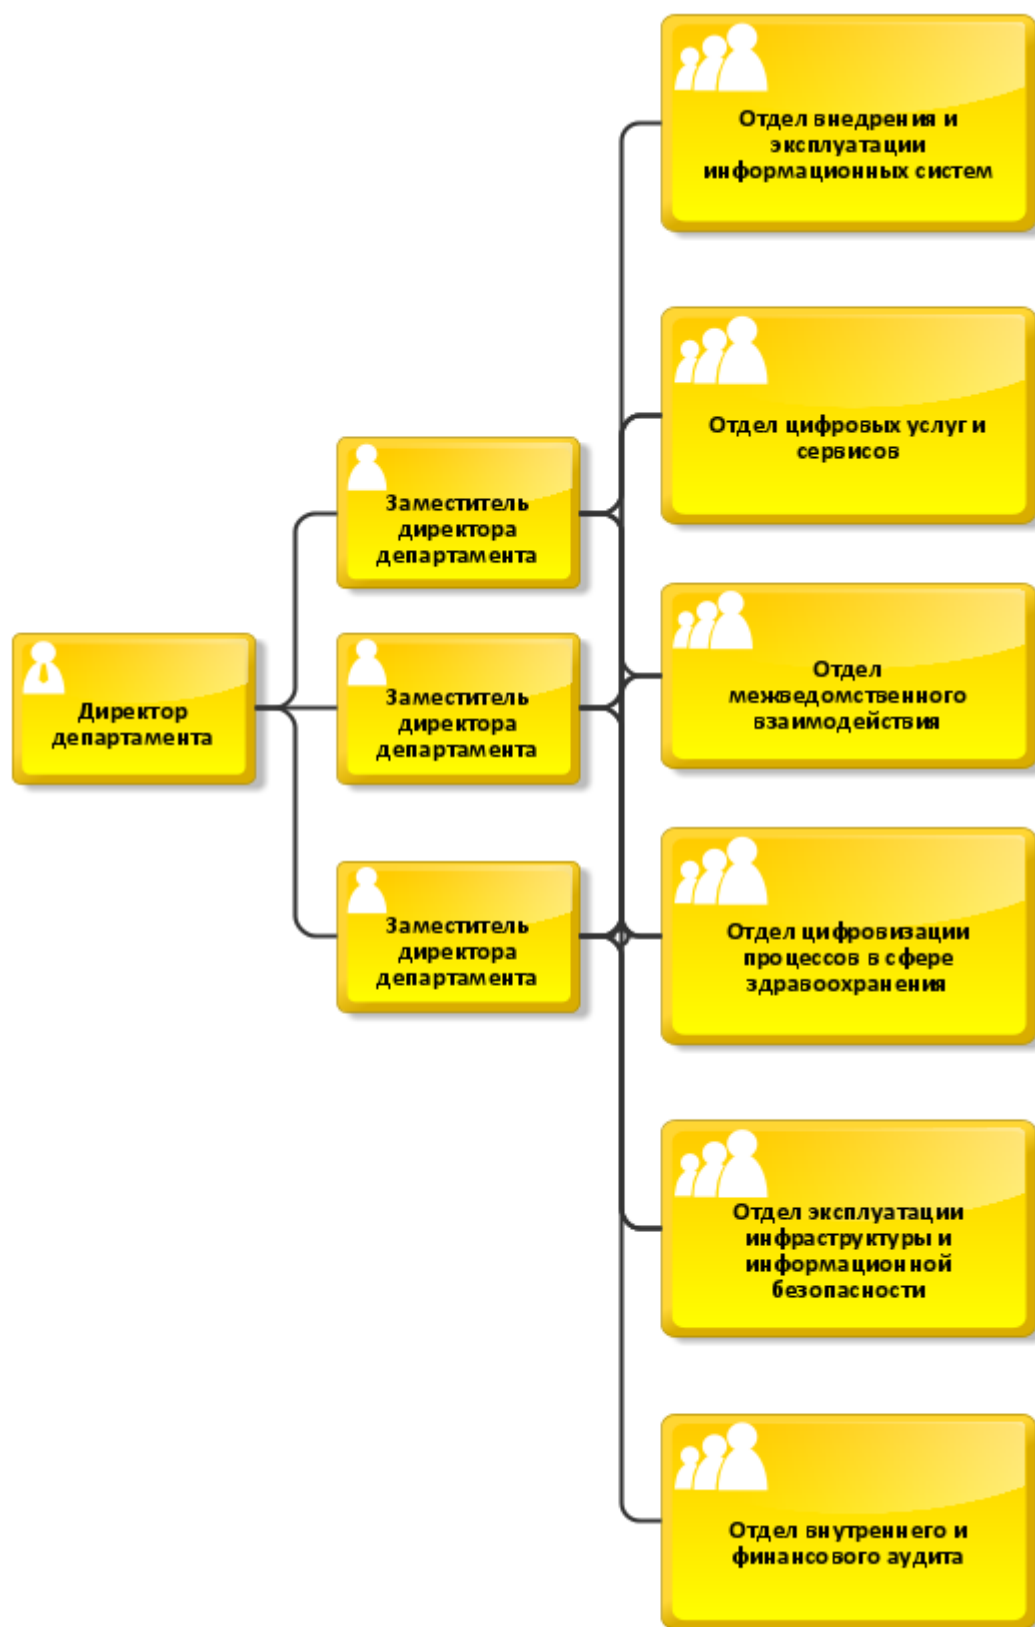 Директор
департамента
Заместитель
директора
департамента
Заместитель
директора
департамента
Заместитель
директора
департамента
Отдел внедрения и
эксплуатации
информационных систем
Отдел цифровых услуг и
сервисов
Отдел
межведомственного
взаимодействия
Отдел цифровизации
процессов в сфере
здравоохранения
Отдел эксплуатации
инфраструктуры и
информационной
безопасности
Отдел внутреннего и
финансового аудита